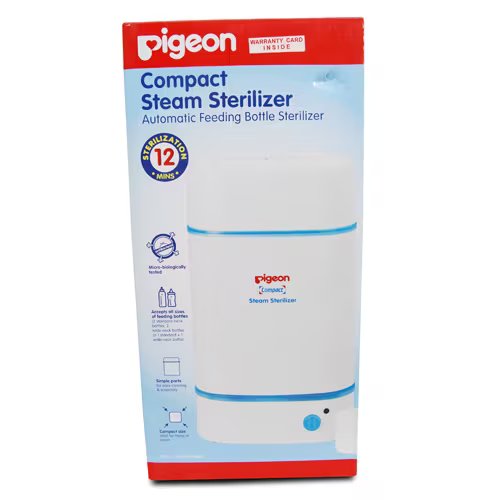 pigeon
WARRANTY CARD
INSIDE
Compact
Steam Sterilizer
Automatic Feeding Bottle Sterilizer
STERILIZATION
12
MINS
Micro-biologically
tested
Accepts all sizes
of feeding bottles
Simple parts
Compact size
pigeon
Compact
Steam Sterilizer